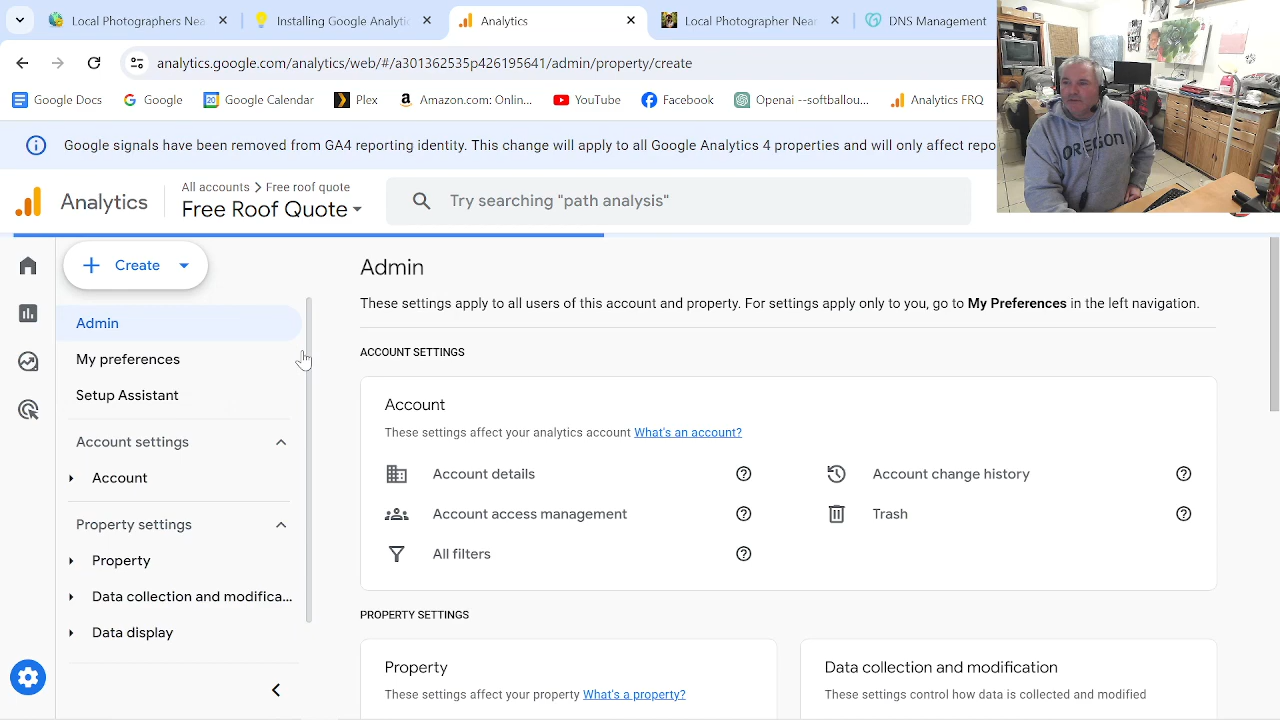 Local Photographers Nea
Installing Google Analytic
Analytics
Local Photographer Near
DNS Management
analytics.google.com/analytics/web/#/a301362535p426195641/admin/property/create
Google Docs
Google
Google Calendar
Plex
Amazon.com: Onlin...
YouTube
Facebook
Openai --softballou...
Analytics FRQ
Google signals have been removed from GA4 reporting identity. This change will apply to all Google Analytics 4 properties and will only affect repo
Analytics
All accounts > Free roof quote
Free Roof Quote
Try searching "path analysis"
Create
Admin
My preferences
Setup Assistant
Account settings
Account
Property settings
Property
Data collection and modifica...
Data display
Admin
These settings apply to all users of this account and property. For settings apply only to you, go to My Preferences in the left navigation.
ACCOUNT SETTINGS
Account
These settings affect your analytics account What's an account?
Account details
Account change history
Account access management
Trash
All filters
PROPERTY SETTINGS
Property
These settings affect your property What's a property?
Data collection and modification
These settings control how data is collected and modified
OREGON